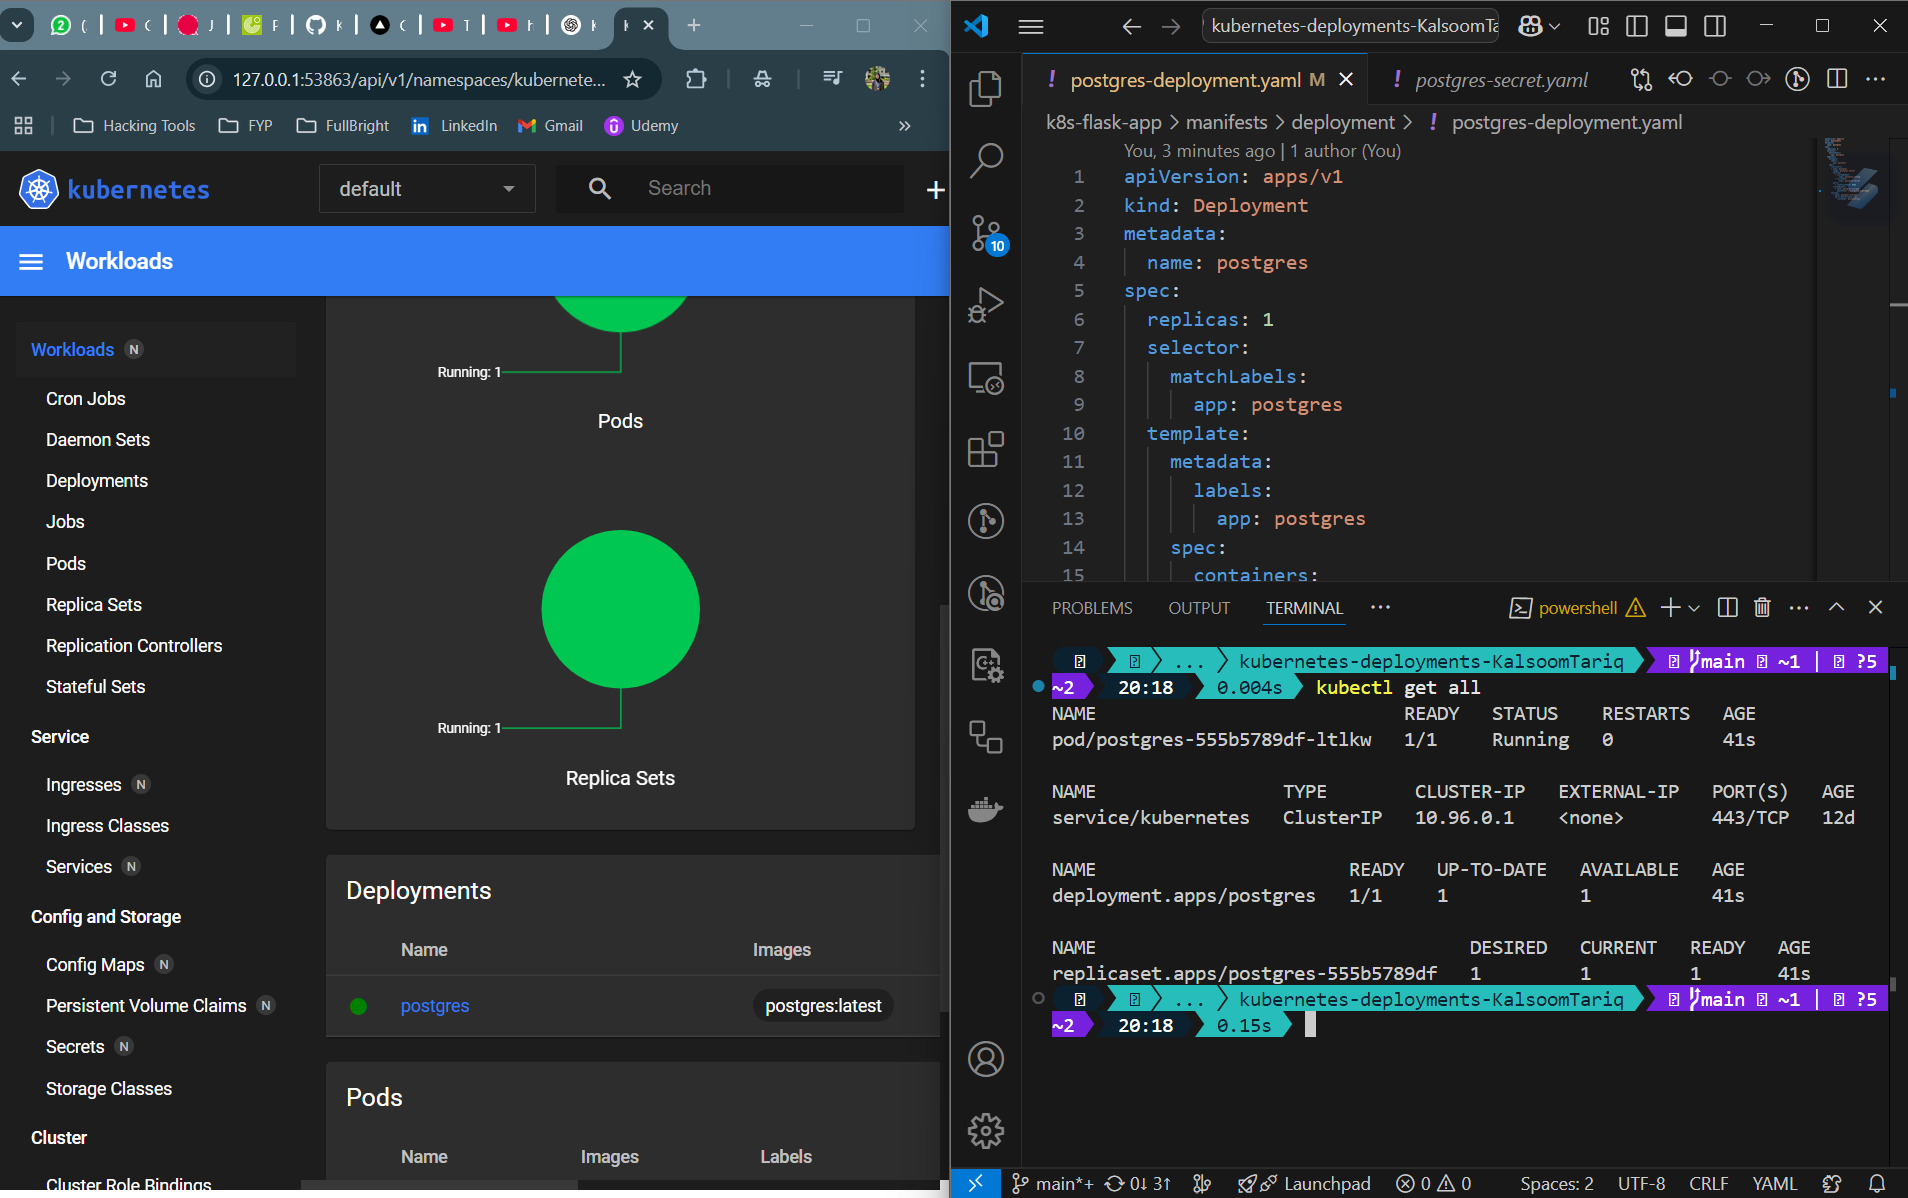 127.0.0.1:53863/api/v1/namespaces/kubernete...
Hacking Tools
FYP
FullBright
LinkedIn
Gmail
Udemy
kubernetes
default
Search
Workloads
Workloads N
Cron Jobs
Daemon Sets
Deployments
Jobs
Pods
Replica Sets
Replication Controllers
Stateful Sets
Service
Ingresses N
Ingress Classes
Services N
Config and Storage
Config Maps N
Persistent Volume Claims N
Secrets N
Storage Classes
Cluster
Cluster Role Bindings
Running: 1
Pods
Running: 1
Replica Sets
Deployments
Name Images
postgres postgres:latest
Pods
Name Images Labels
kubernetes-deployments-KalsoomTa
postgres-deployment.yaml M
postgres-secret.yaml
k8s-flask-app > manifests > deployment > ! postgres-deployment.yaml
You, 3 minutes ago | 1 author (You)
1 apiVersion: apps/v1
2 kind: Deployment
3 metadata:
4 name: postgres
5 spec:
6 replicas: 1
7 selector:
8 matchLabels:
9 app: postgres
10 template:
11 metadata:
12 labels:
13 app: postgres
14 spec:
15 containers:
10
PROBLEMS OUTPUT TERMINAL ...
powershell
... kubernetes-deployments-KalsoomTariq main ~1 | ?5
~2 20:18 0.004s kubectl get all
NAME READY STATUS RESTARTS AGE
pod/postgres-555b5789df-ltlkw 1/1 Running 0 41s
NAME TYPE CLUSTER-IP EXTERNAL-IP PORT(S) AGE
service/kubernetes ClusterIP 10.96.0.1 <none> 443/TCP 12d
NAME READY UP-TO-DATE AVAILABLE AGE
deployment.apps/postgres 1/1 1 1 41s
NAME DESIRED CURRENT READY AGE
replicaset.apps/postgres-555b5789df 1 1 1 41s
... kubernetes-deployments-KalsoomTariq main ~1 | ?5
~2 20:18 0.15s
main*+ 0↓ 3↑ Launchpad 0 0 Spaces: 2 UTF-8 CRLF YAML